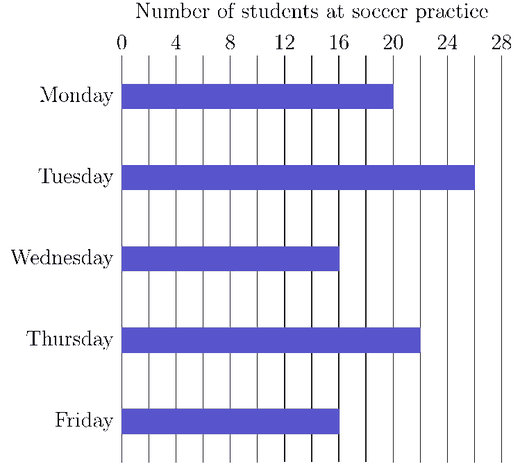 Number of students at soccer practice
0 4 8 12 16 20 24 28
Monday
Tuesday
Wednesday
Thursday
Friday